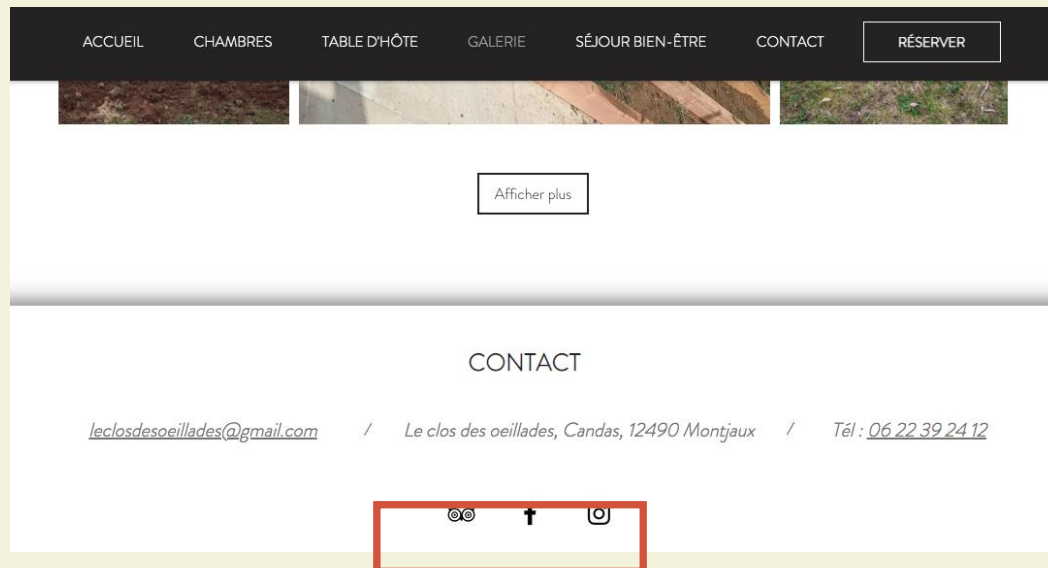 ACCUEIL CHAMBRES TABLE D'HÔTE GALERIE SÉJOUR BIEN-ÊTRE CONTACT RÉSERVER
Afficher plus
CONTACT
leclosdesoeillades@gmail.com / Le clos des oeillades, Candas, 12490 Montjaux / Tél : 06 22 39 24 12